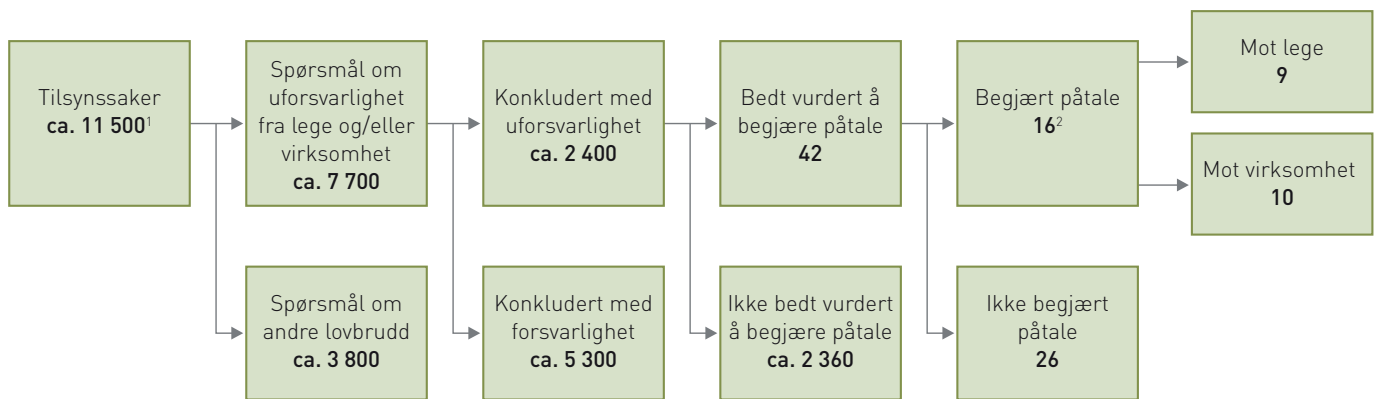 Tilsynssaker
ca. 11 500¹
Spørsmål om
uforsvarlighet
fra lege og/eller
virksomhet
ca. 7 700
Konkludert med
uforsvarlighet
ca. 2 400
Bedt vurdert å
begjære påtale
42
Begjært påtale
16²
Mot lege
9
Mot virksomhet
10
Spørsmål om
andre lovbrudd
ca. 3 800
Konkludert med
forsvarlighet
ca. 5 300
Ikke bedt vurdert
å begjære påtale
ca. 2 360
Ikke begjært
påtale
26